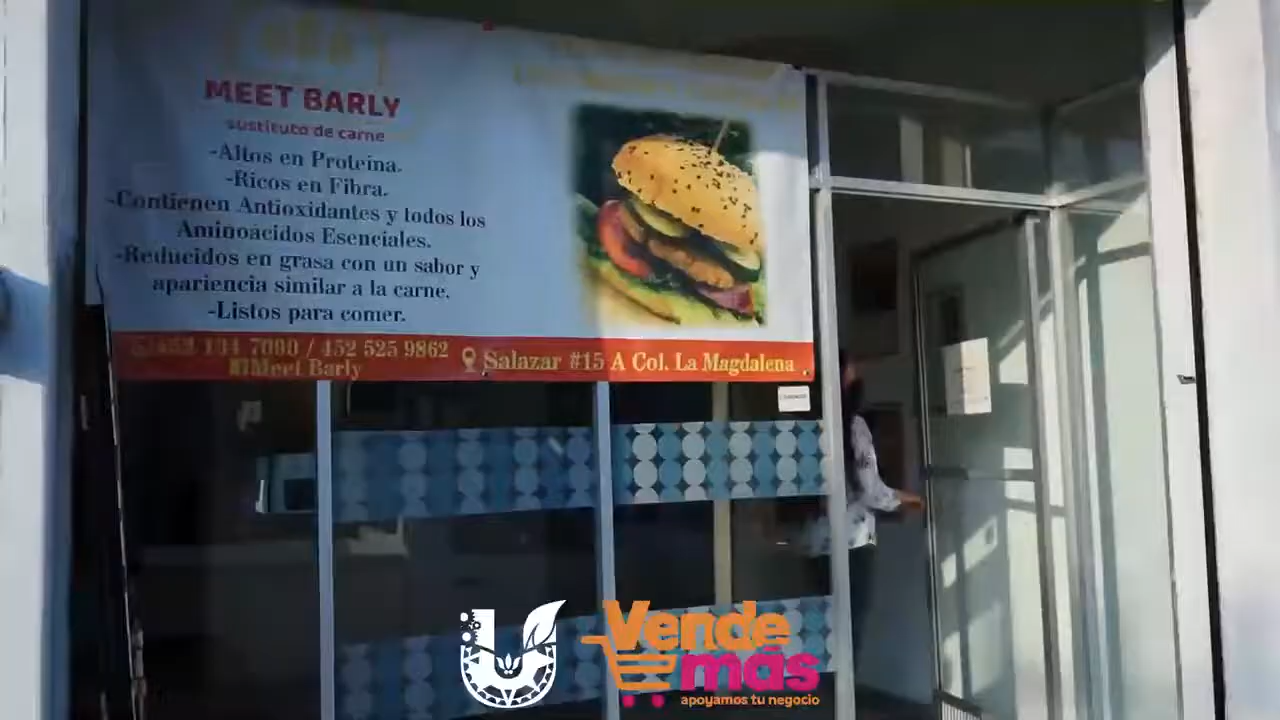 MEET BARLY
sustituto de carne
-Altos en Proteína.
-Ricos en Fibra.
-Contienen Antioxidantes y todos los
Aminoácidos Esenciales.
-Reducidos en grasa con un sabor y
apariencia similar a la carne.
-Listos para comer.
7000 / 452 525 9862
Meet Barly
Salazar #15 A Col. La Magdalena
Vende
más
apoyamos tu negocio